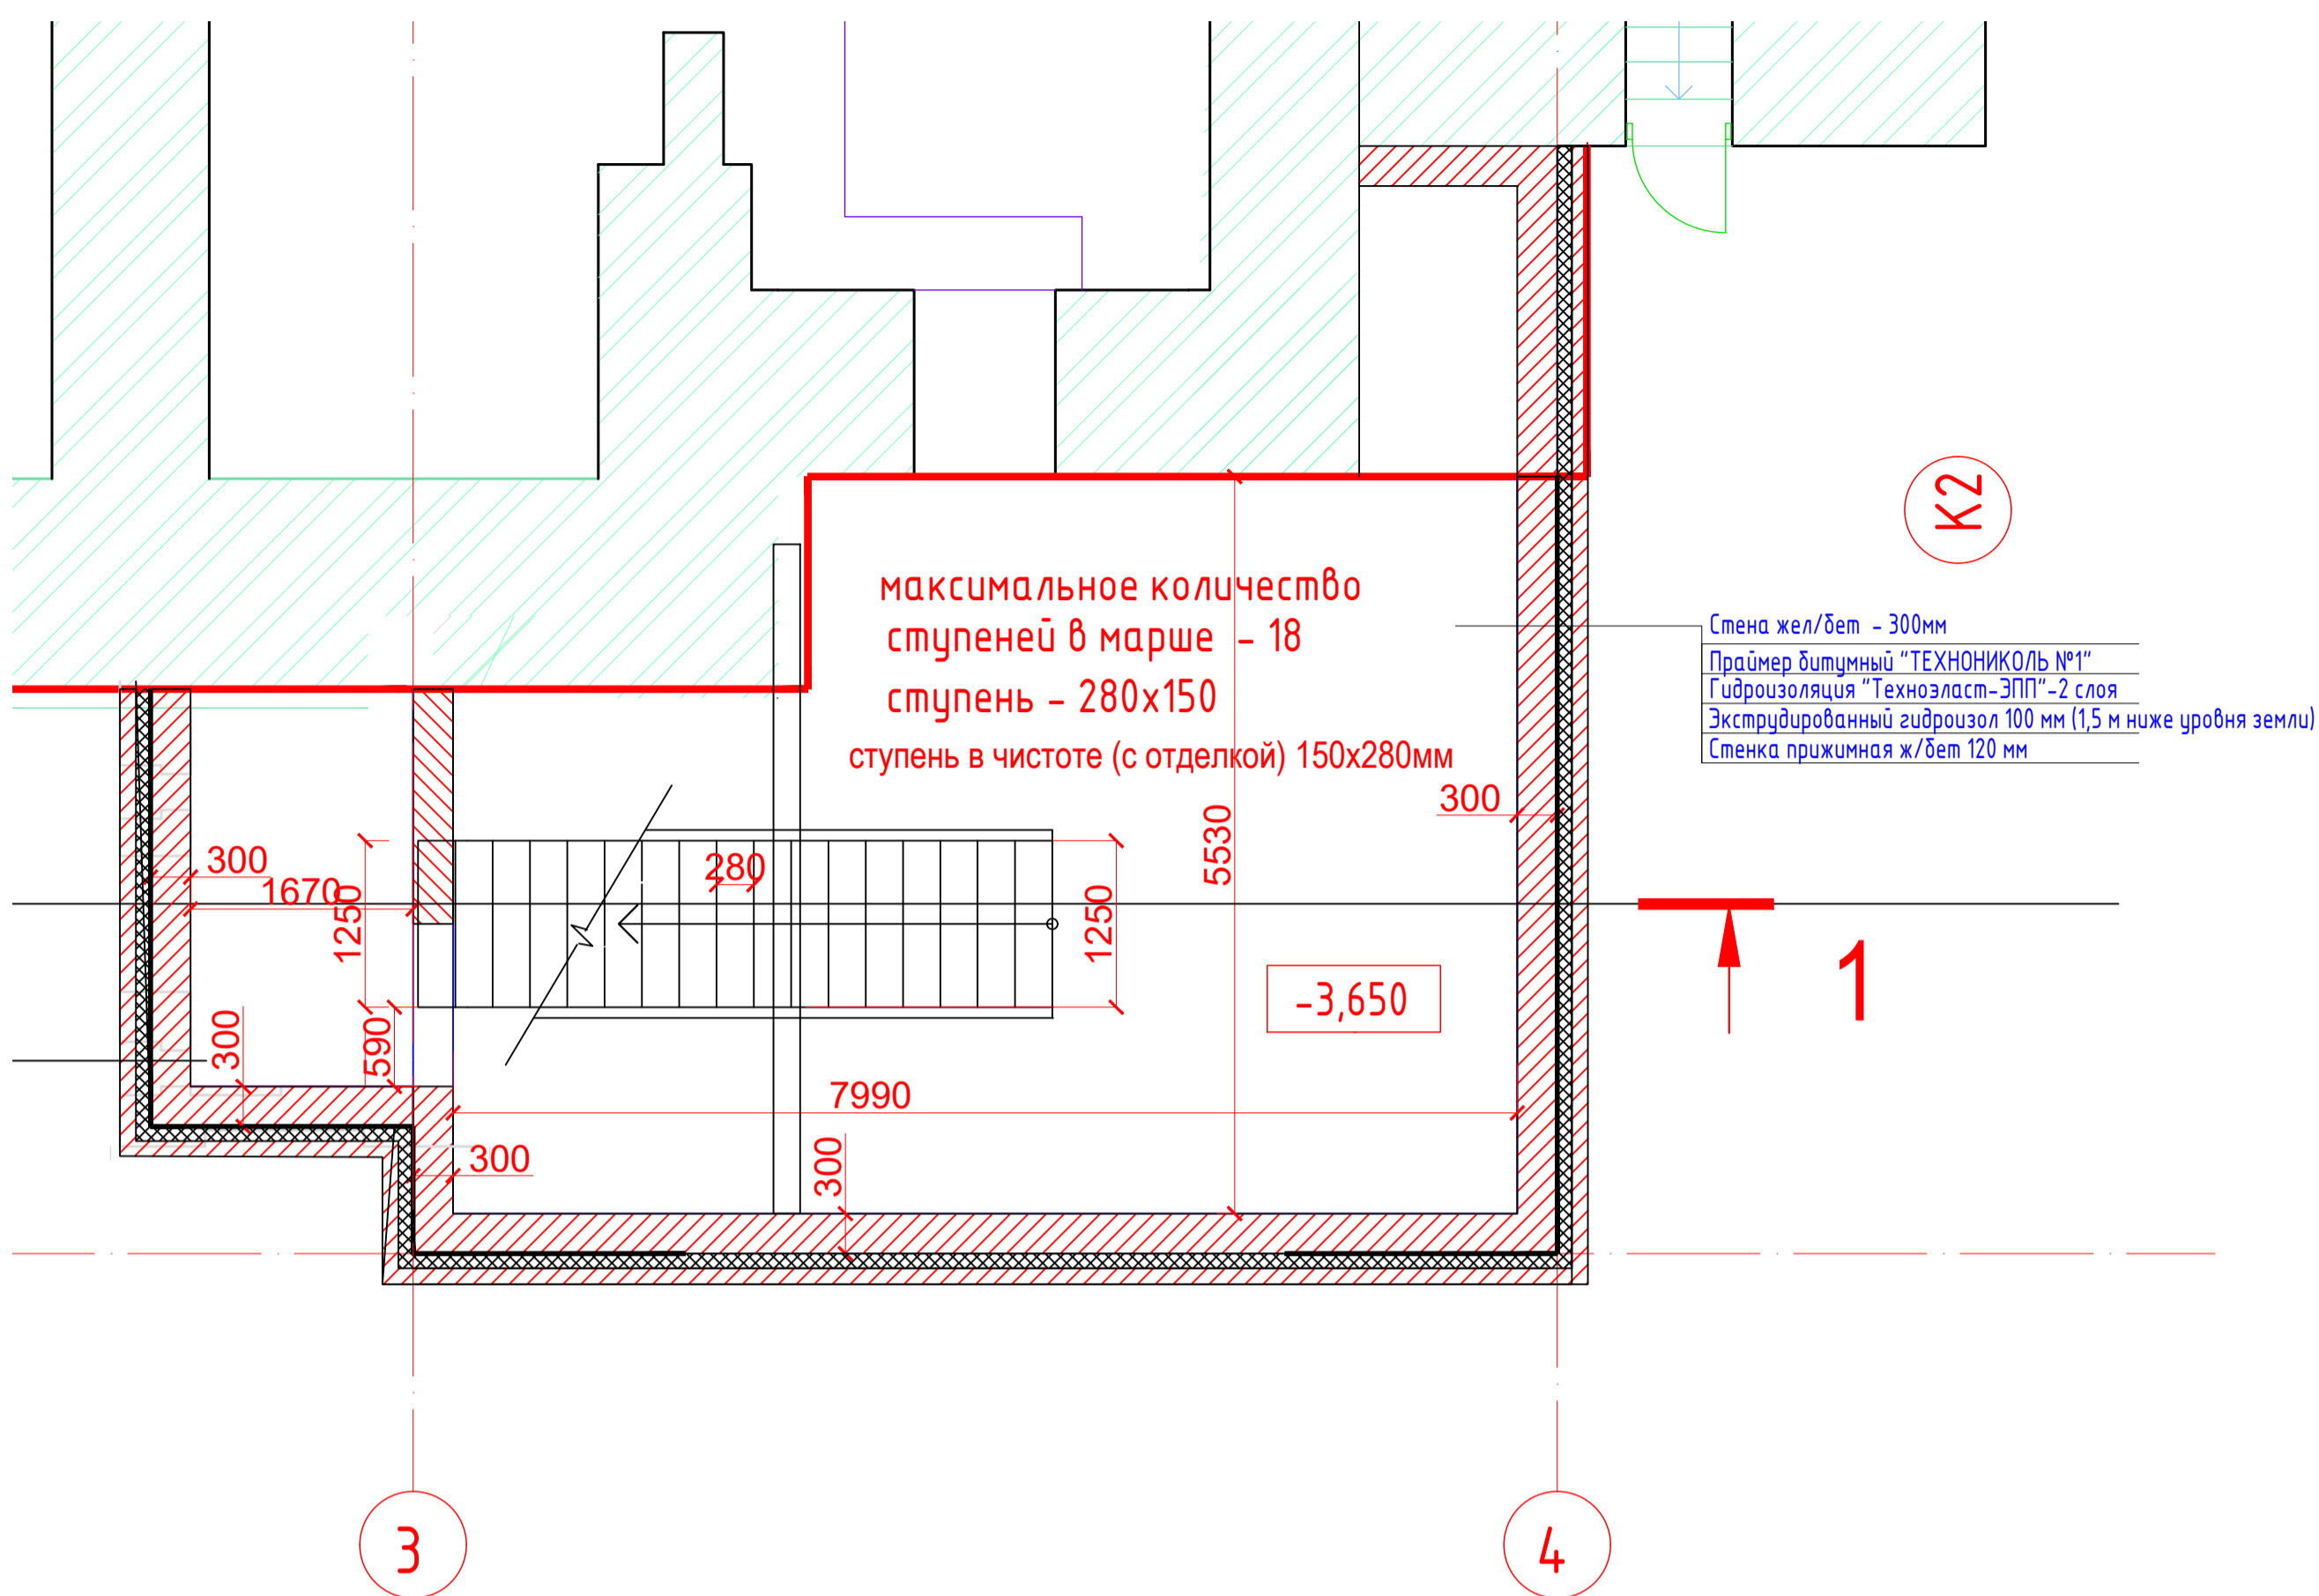 К2
максимальное количество
ступеней в марше - 18
ступень - 280х150
ступень в чистоте (с отделкой) 150х280мм
Стена жел/бет - 300мм
Праймер битумный "ТЕХНОНИКОЛЬ №1"
Гидроизоляция "Техноэласт-ЭПП"-2 слоя
Экструдированный гидроизол 100 мм (1,5 м ниже уровня земли)
Стенка прижимная ж/бет 120 мм
300
5530
300
280
1670
1250
1250
1
-3,650
300
590
7990
300
300
3
4